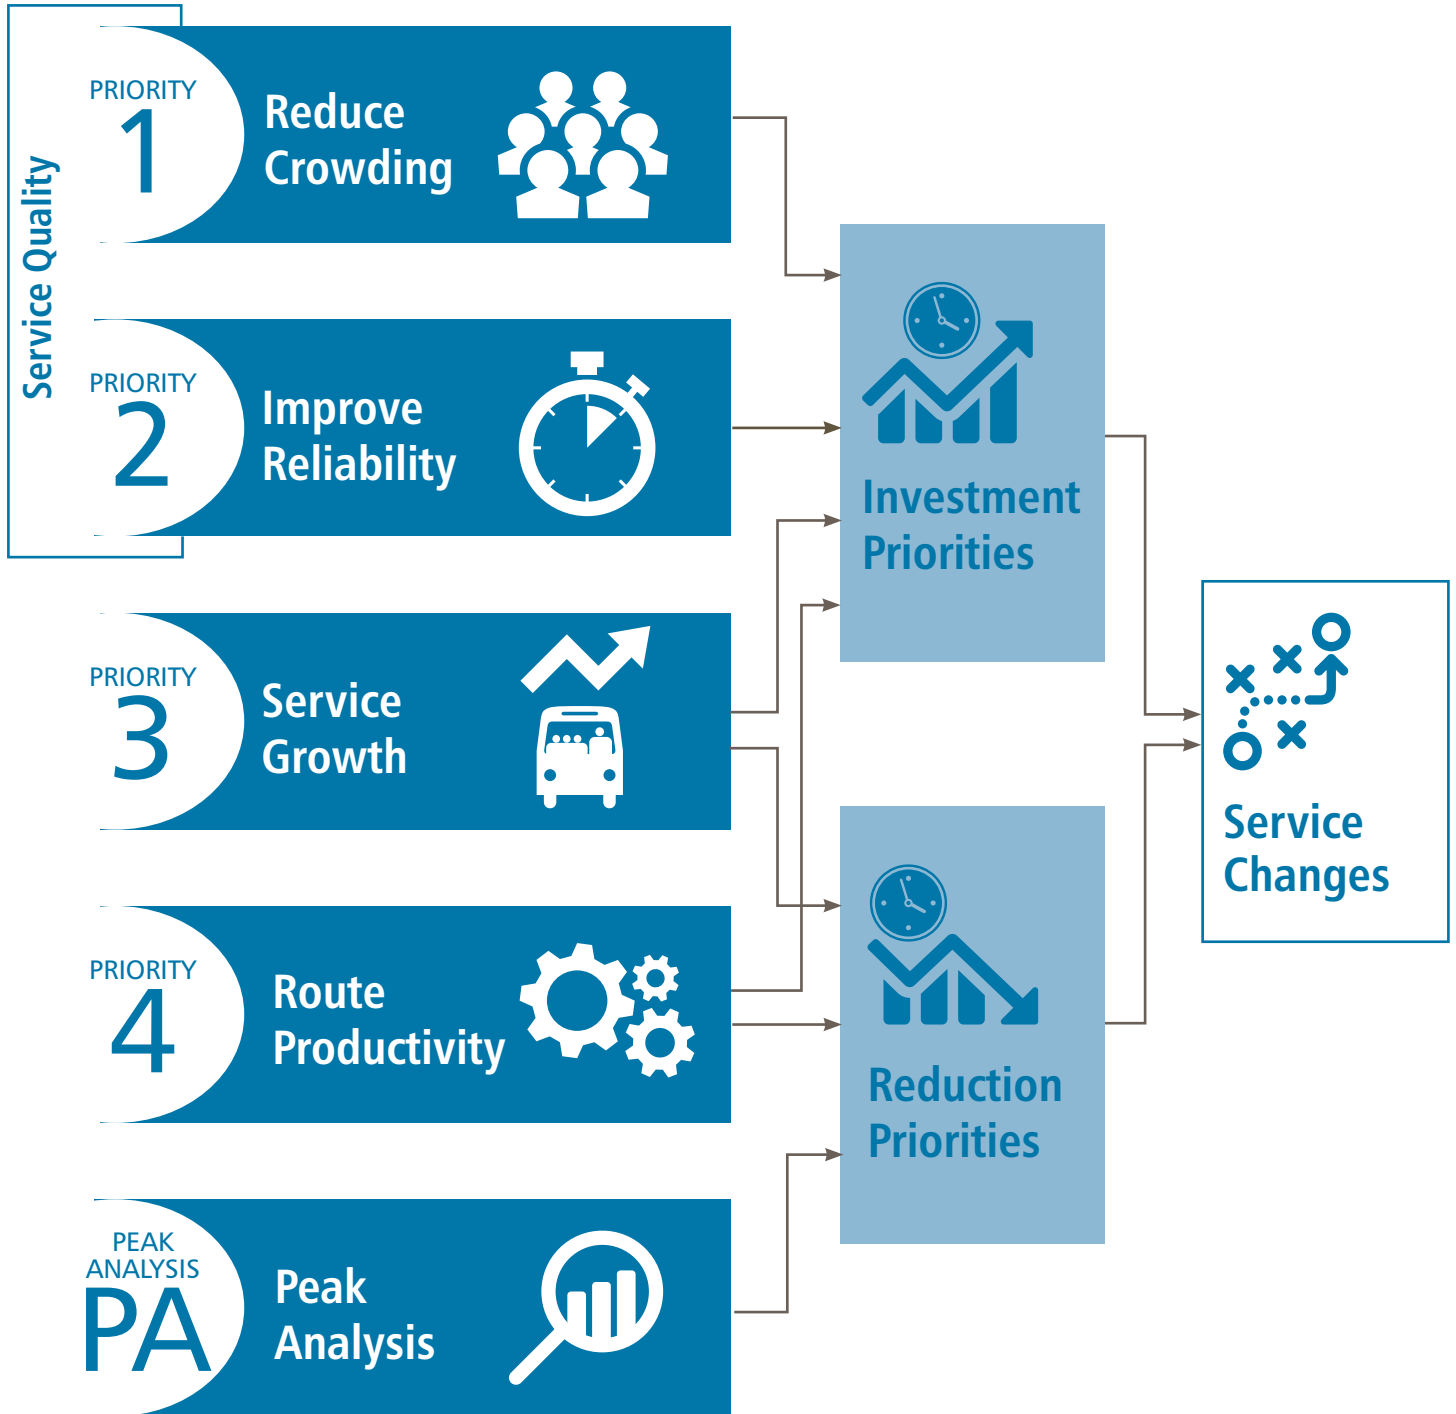 Service Quality
PRIORITY
1
Reduce
Crowding
PRIORITY
2
Improve
Reliability
PRIORITY
3
Service
Growth
PRIORITY
4
Route
Productivity
PEAK
ANALYSIS
PA
Peak
Analysis
Investment
Priorities
Reduction
Priorities
Service
Changes